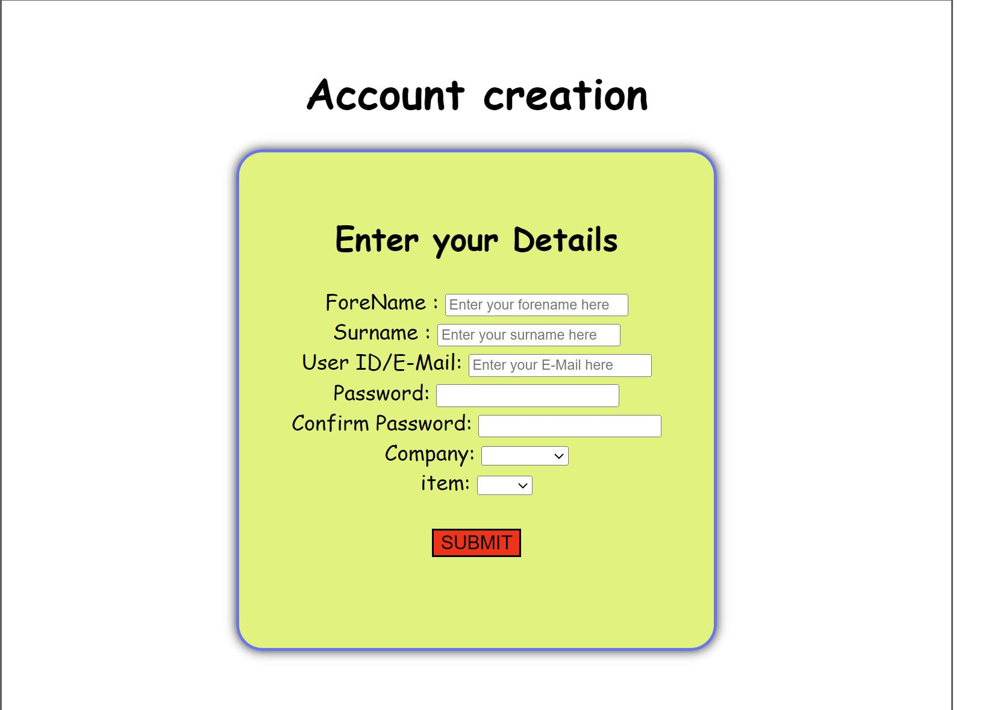 Account creation
Enter your Details
ForeName : Enter your forename here
Surname : Enter your surname here
User ID/E-Mail: Enter your E-Mail here
Password:
Confirm Password:
Company:
item:
SUBMIT